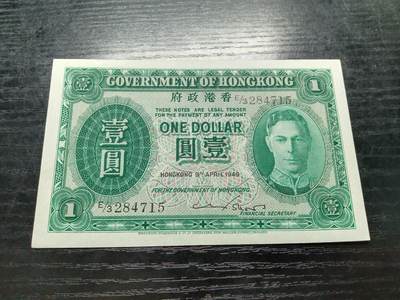 GOVERNMENT OF HONGKONG
1
1
府政港香
E/3 284715
THESE NOTES ARE LEGAL TENDER
FOR THE PAYMENT OF ANY AMOUNT
ONE DOLLAR
壹圓
圓壹
HONGKONG 9TH APRIL 1949
FOR THE GOVERNMENT OF HONGKONG.
E/3 284715
FINANCIAL SECRETARY
1
壹